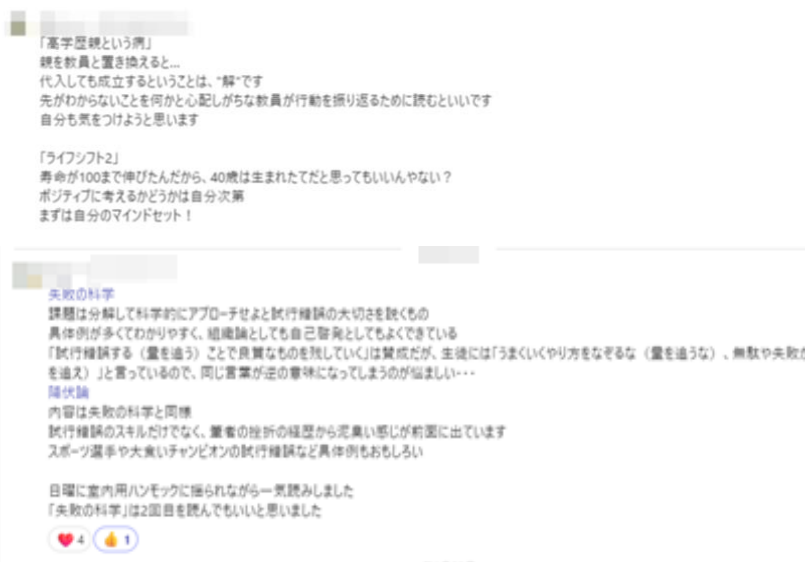 「高学歴親という病」
親を教員と置き換えると...
代入しても成立するということは、"解"です
先がわからないことを何かと心配しがちな教員が行動を振り返るために読むといいです
自分も気をつけようと思います
「ライフシフト2」
寿命が100まで伸びたんだから、40歳は生まれたてだと思ってもいいんやない？
ポジティブに考えるかどうかは自分次第
まずは自分のマインドセット！
失敗の科学
課題は分解して科学的にアプローチせよと試行錯誤の大切さを説くもの
具体例が多くてわかりやすく、組織論としても自己啓発としてもよくできている
「試行錯誤する（量を追う）ことで良質なものを残していく」は賛成だが、生徒には「うまくいくやり方をなぞるな（量を追うな）、無駄や失敗が
を追え）」と言っているので、同じ言葉が逆の意味になってしまうのが悩ましい・・・
降伏論
内容は失敗の科学と同様
試行錯誤のスキルだけでなく、筆者の挫折の経歴から泥臭い感じが前面に出ています
スポーツ選手や大食いチャンピオンの試行錯誤など具体例もおもしろい
日曜に室内用ハンモックに揺られながら一気読みしました
「失敗の科学」は2回目を読んでもいいと思いました
4 1